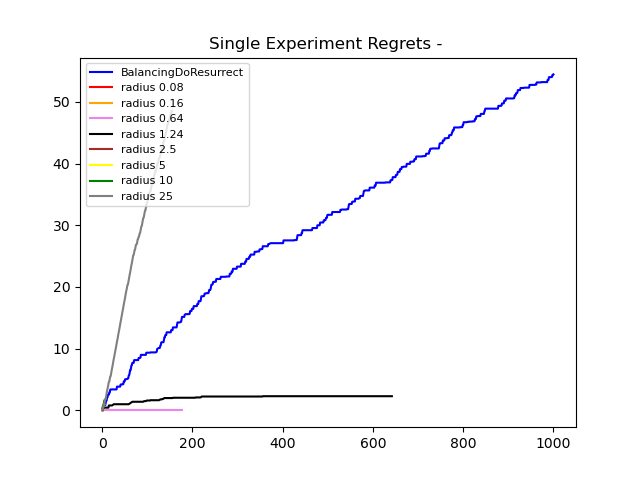 Single Experiment Regrets -
BalancingDoResurrect
radius 0.08
radius 0.16
radius 0.64
radius 1.24
radius 2.5
radius 5
radius 10
radius 25
50
40
30
20
10
0
0 200 400 600 800 1000